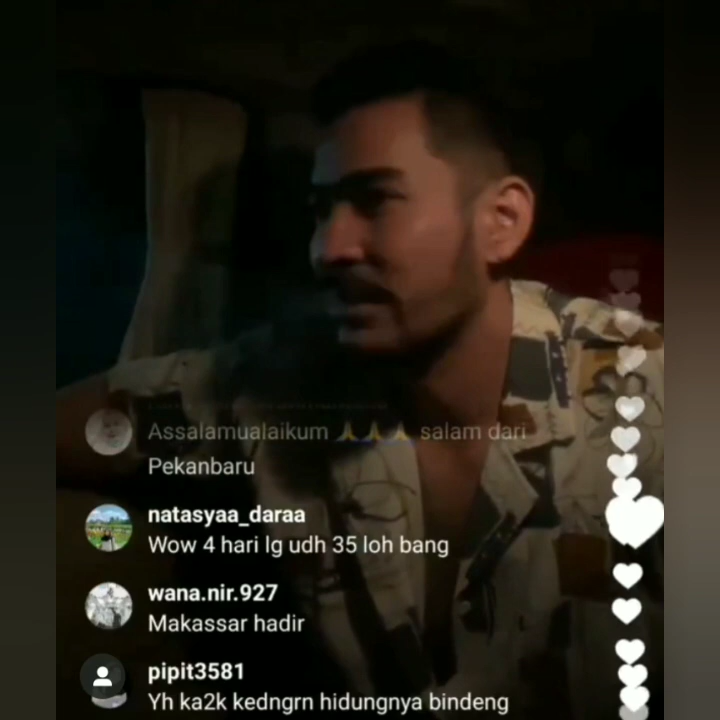 Assalamualaikum 🙏🙏🙏 salam dari
Pekanbaru
natasyaa_daraa
Wow 4 hari lg udh 35 loh bang
wana.nir.927
Makassar hadir
pipit3581
Yh ka2k kedngrn hidungnya bindeng